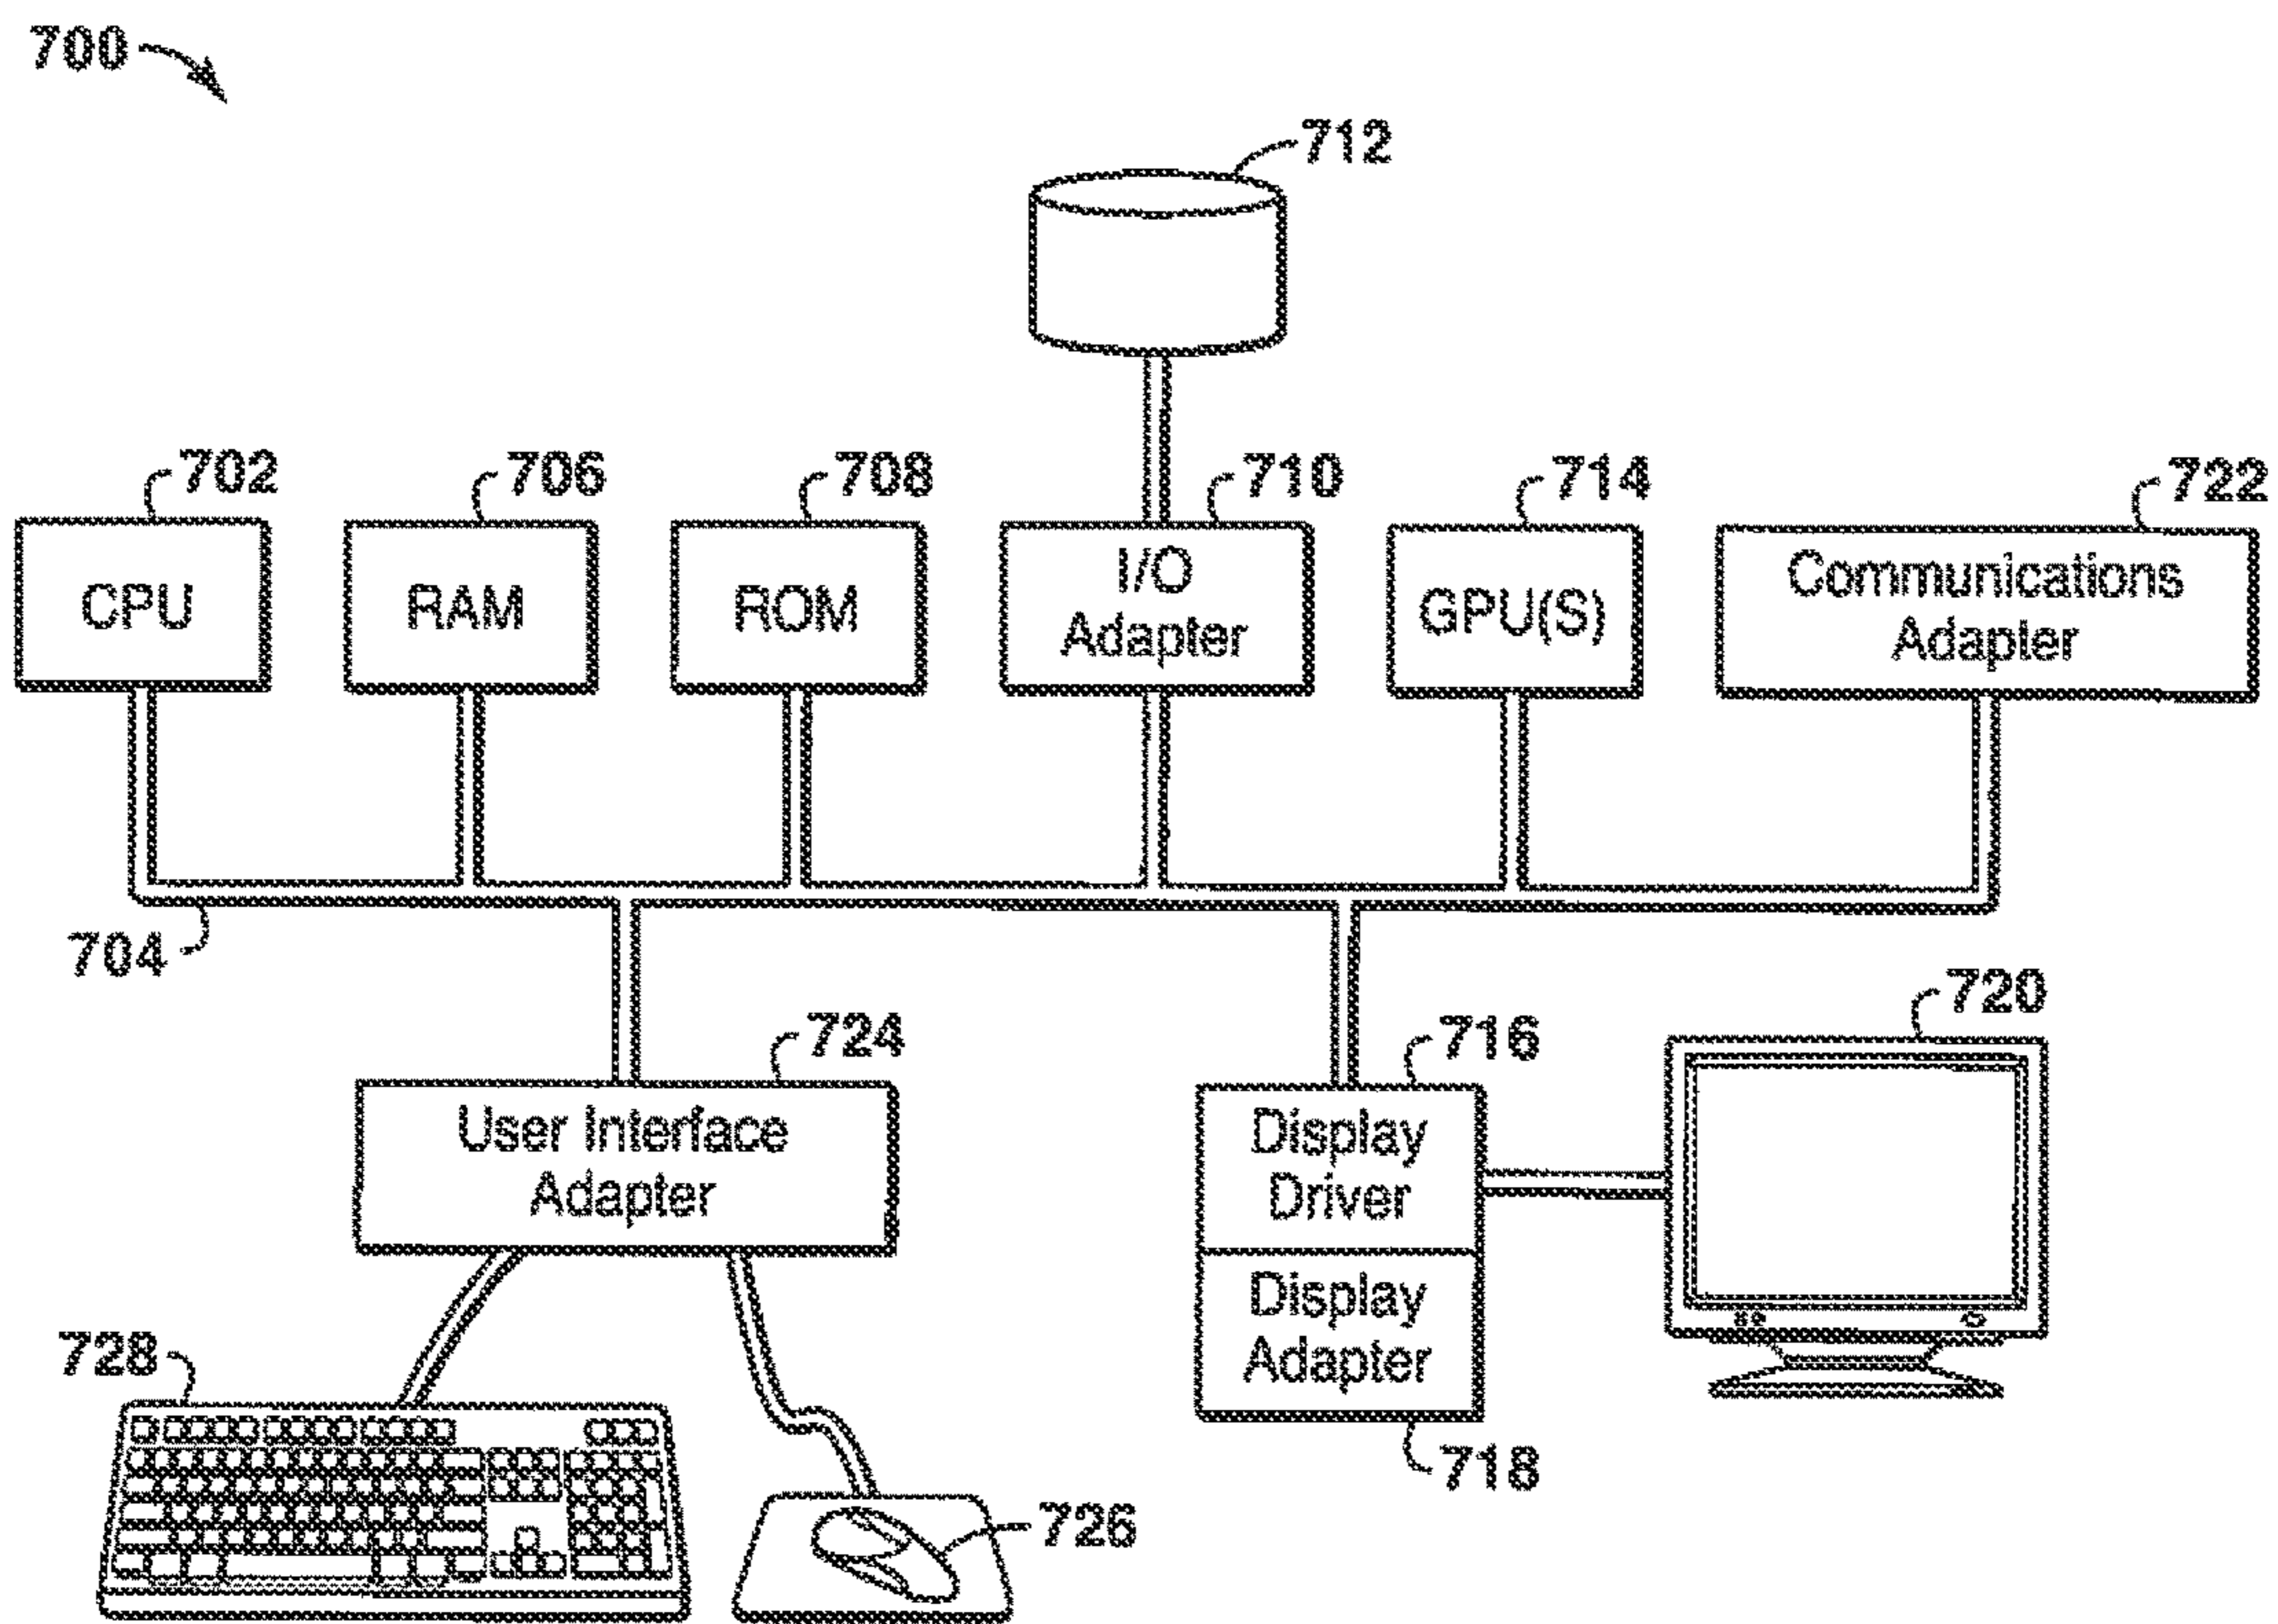 700
712
702
706
708
710
714
722
CPU
RAM
ROM
I/O
Adapter
GPU(S)
Communications
Adapter
704
724
716
720
User Interface
Adapter
Display
Driver
Display
Adapter
728
718
726